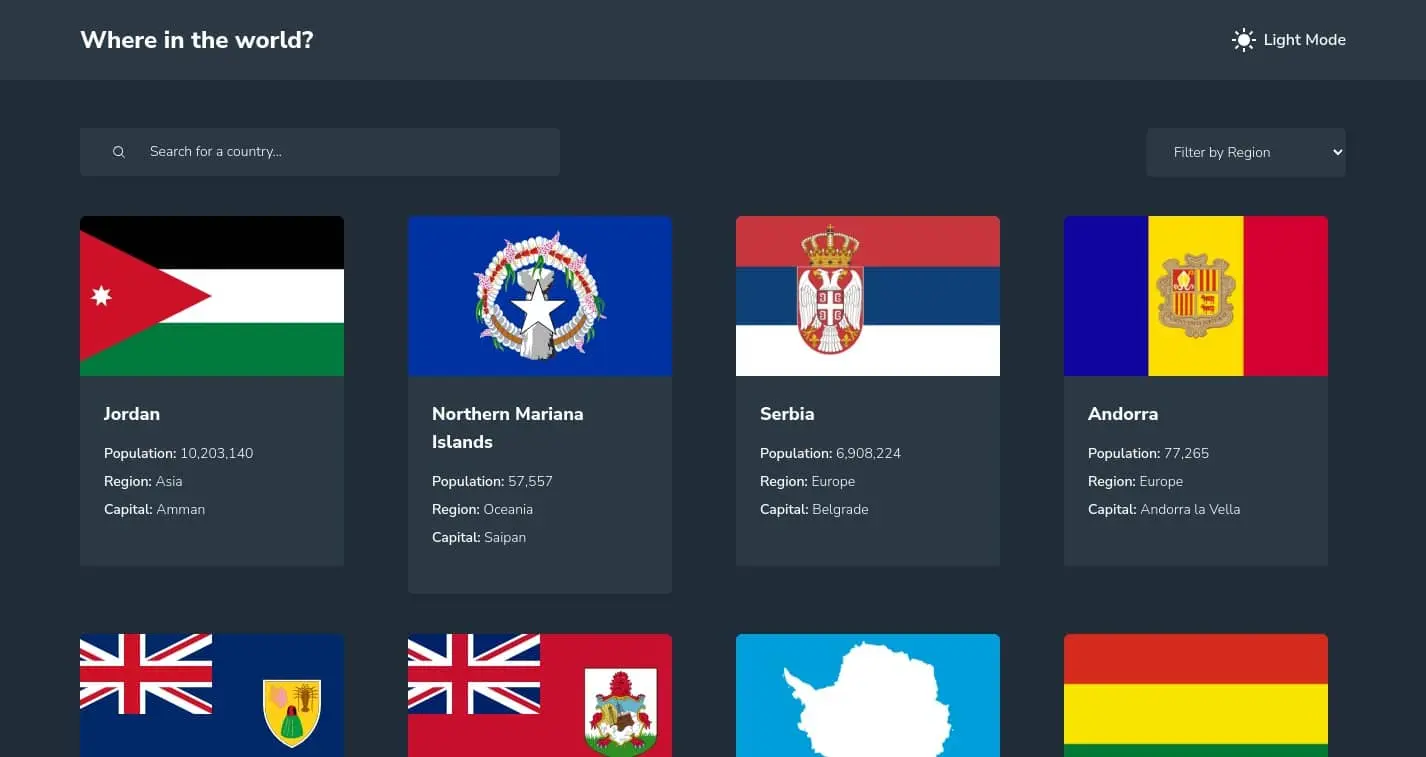 Where in the world?
Light Mode
Search for a country...
Filter by Region
Jordan
Population: 10,203,140
Region: Asia
Capital: Amman
Northern Mariana
Islands
Population: 57,557
Region: Oceania
Capital: Saipan
Serbia
Population: 6,908,224
Region: Europe
Capital: Belgrade
Andorra
Population: 77,265
Region: Europe
Capital: Andorra la Vella